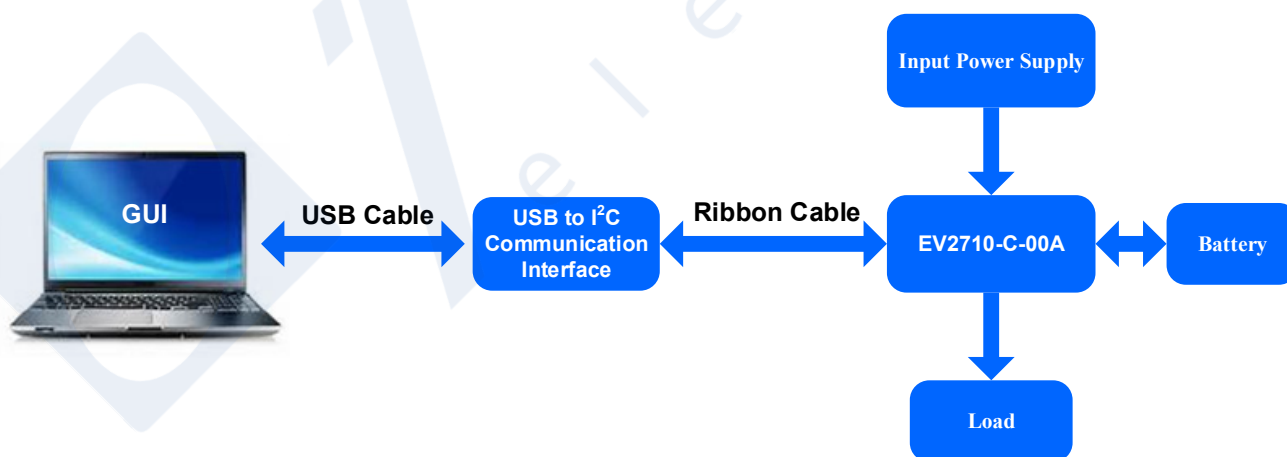 Input Power Supply
GUI
USB Cable
USB to I²C
Communication
Interface
Ribbon Cable
EV2710-C-00A
Battery
Load
e l e